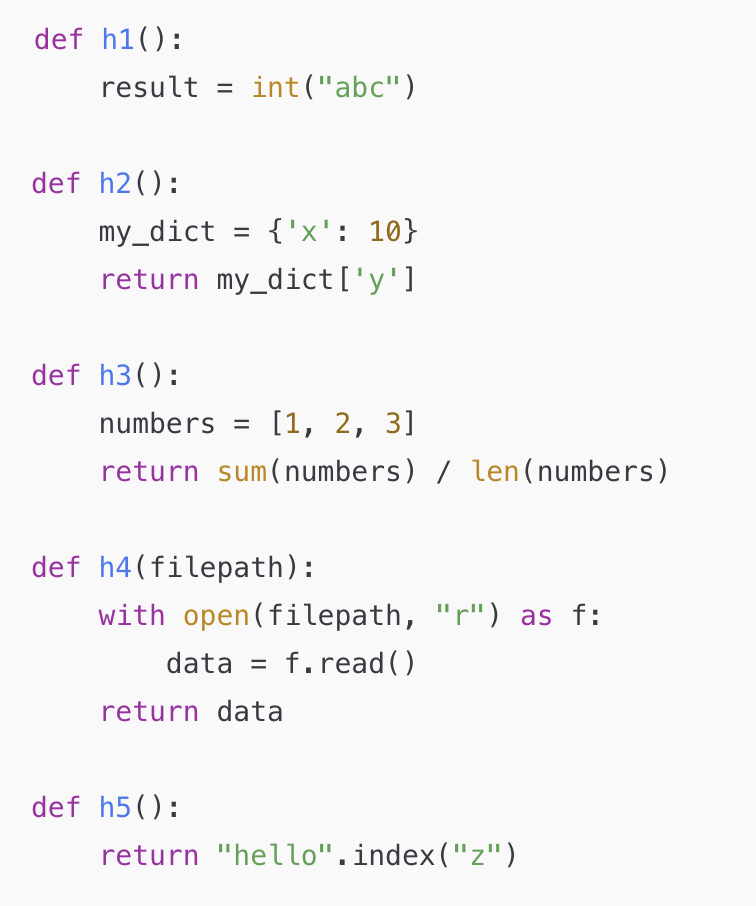 def h1():
    result = int("abc")

def h2():
    my_dict = {'x': 10}
    return my_dict['y']

def h3():
    numbers = [1, 2, 3]
    return sum(numbers) / len(numbers)

def h4(filepath):
    with open(filepath, "r") as f:
        data = f.read()
    return data

def h5():
    return "hello".index("z")